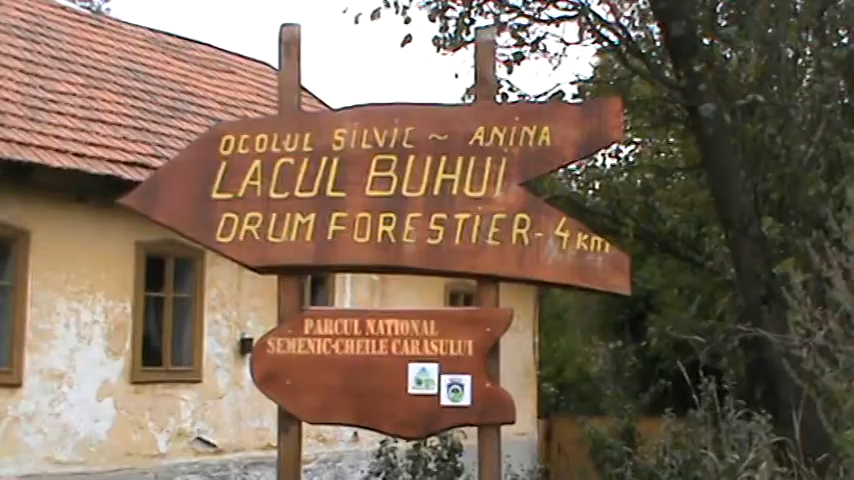 OCOLUL SILVIC ~ ANINA
LACUL BUHUI
DRUM FORESTIER - 4 km
PARCUL NATIONAL
SEMENIC-CHEILE CARASULUI